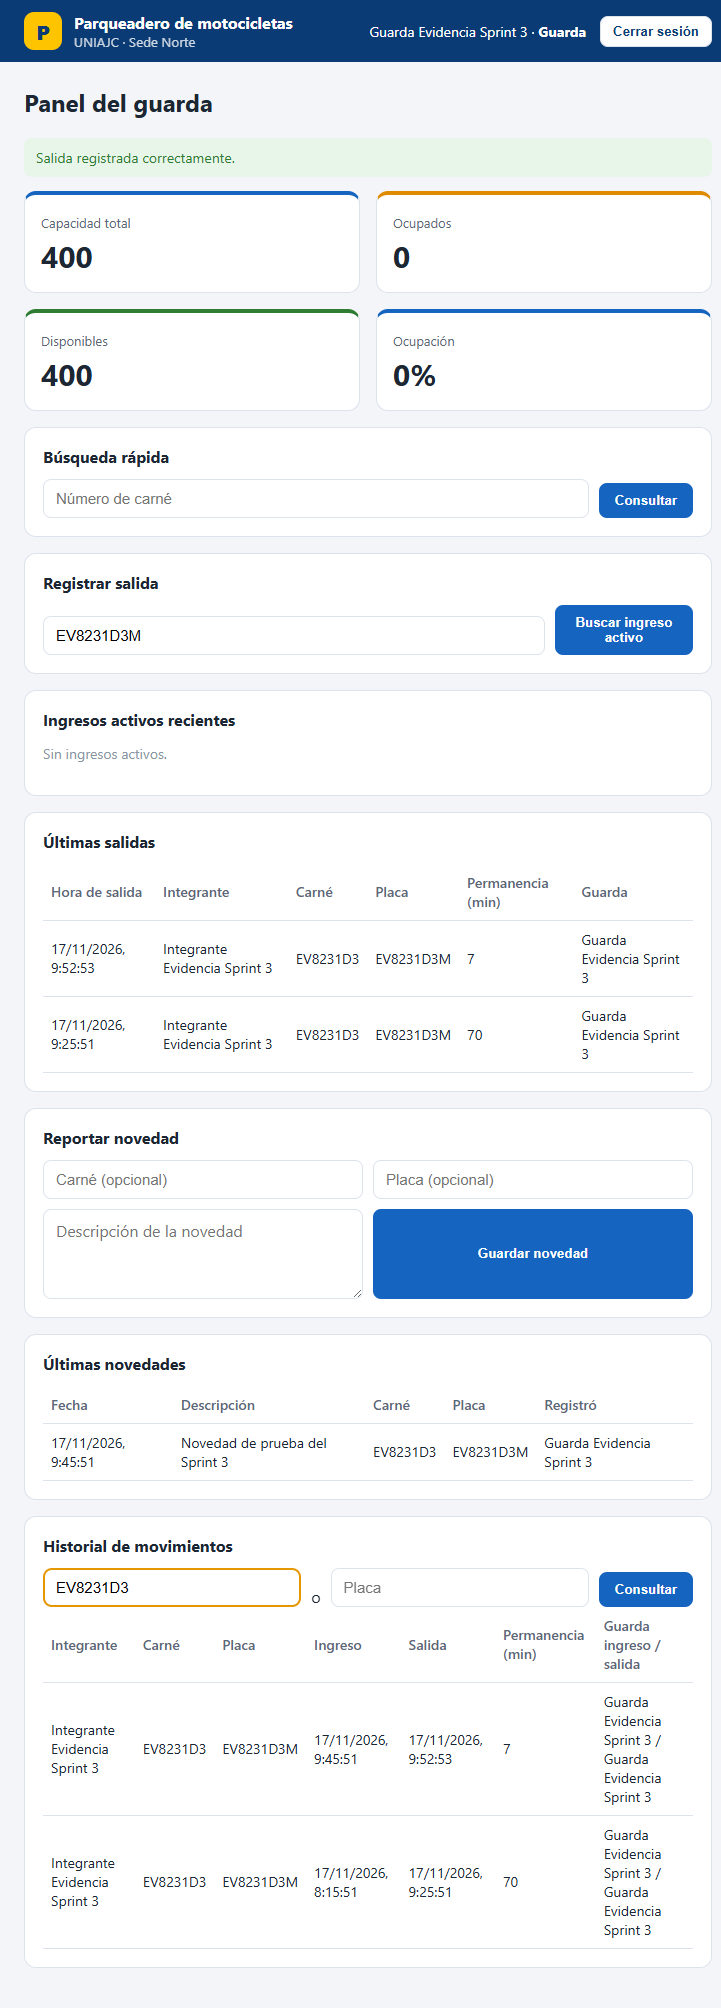 P
Parqueadero de motocicletas
UNIAJC · Sede Norte
Guarda Evidencia Sprint 3 · Guarda
Cerrar sesión
Panel del guarda
Salida registrada correctamente.
Capacidad total
400
Ocupados
0
Disponibles
400
Ocupación
0%
Búsqueda rápida
Número de carné
Consultar
Registrar salida
EV8231D3M
Buscar ingreso
activo
Ingresos activos recientes
Sin ingresos activos.
Últimas salidas
Hora de salida Integrante Carné Placa Permanencia (min) Guarda
17/11/2026, 9:52:53 Integrante Evidencia Sprint 3 EV8231D3 EV8231D3M 7 Guarda Evidencia Sprint 3
17/11/2026, 9:25:51 Integrante Evidencia Sprint 3 EV8231D3 EV8231D3M 70 Guarda Evidencia Sprint 3
Reportar novedad
Carné (opcional)
Placa (opcional)
Descripción de la novedad
Guardar novedad
Últimas novedades
Fecha Descripción Carné Placa Registró
17/11/2026, 9:45:51 Novedad de prueba del Sprint 3 EV8231D3 EV8231D3M Guarda Evidencia Sprint 3
Historial de movimientos
EV8231D3 o Placa Consultar
Integrante Carné Placa Ingreso Salida Permanencia (min) Guarda ingreso / salida
Integrante Evidencia Sprint 3 EV8231D3 EV8231D3M 17/11/2026, 9:45:51 17/11/2026, 9:52:53 7 Guarda Evidencia Sprint 3 / Guarda Evidencia Sprint 3
Integrante Evidencia Sprint 3 EV8231D3 EV8231D3M 17/11/2026, 8:15:51 17/11/2026, 9:25:51 70 Guarda Evidencia Sprint 3 / Guarda Evidencia Sprint 3